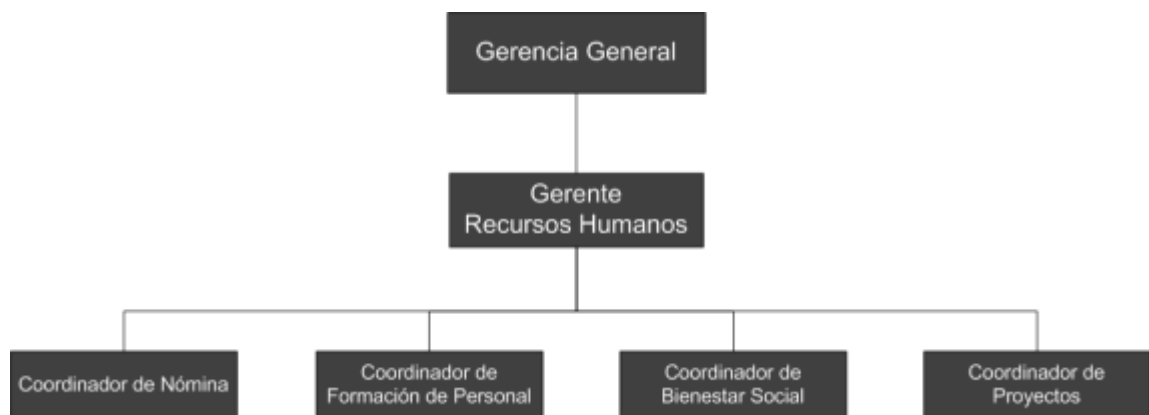 Gerencia General
Gerente
Recursos Humanos
Coordinador de Nómina
Coordinador de
Formación de Personal
Coordinador de
Bienestar Social
Coordinador de
Proyectos